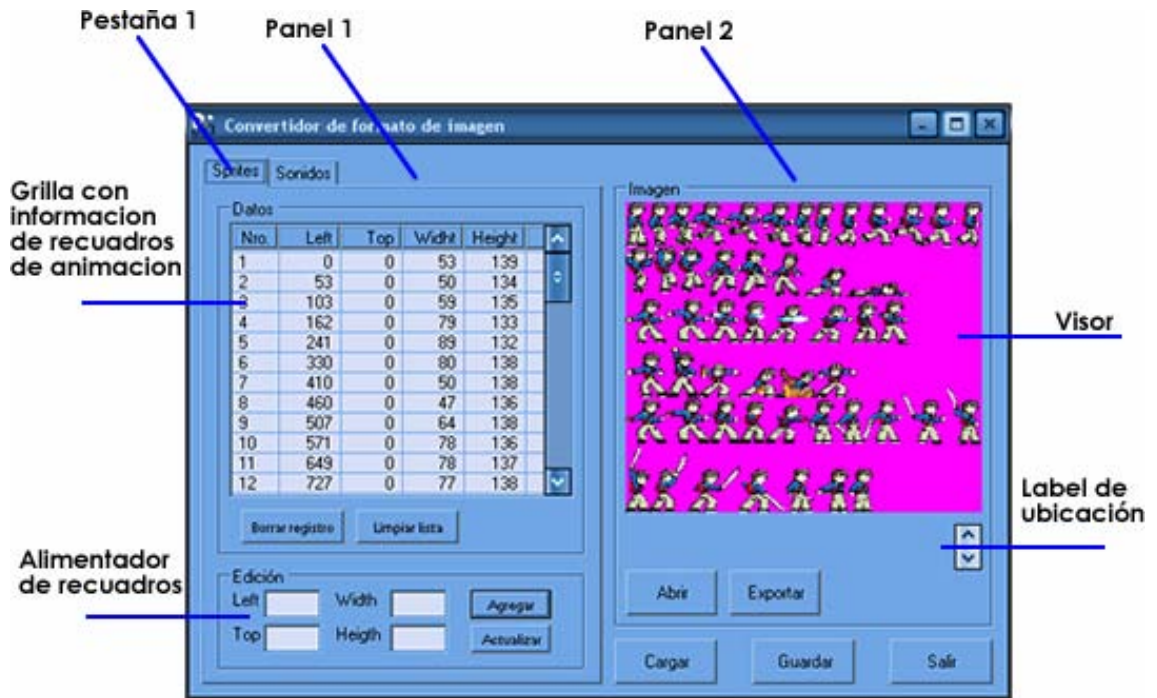 Pestaña 1
Panel 1
Panel 2
Convertidor de formato de imagen
Sprites Sonidos
Grilla con
informacion
de recuadros
de animacion
Datos
Nro. Left Top Widht Height
1 0 0 53 139
2 53 0 50 134
3 103 0 59 135
4 162 0 79 133
5 241 0 89 132
6 330 0 80 138
7 410 0 50 138
8 460 0 47 136
9 507 0 64 138
10 571 0 78 136
11 649 0 78 137
12 727 0 77 138
Borrar registro Limpiar lista
Imagen
Visor
Label de
ubicación
Alimentador
de recuadros
Edición
Left Width Agregar
Top Heigth Actualizar
Abrir Exportar
Cargar Guardar Salir